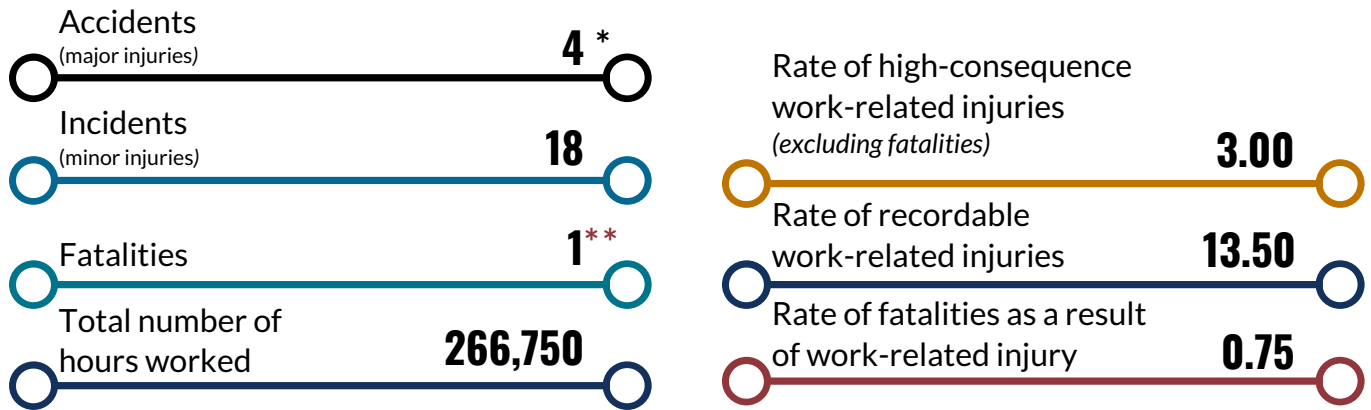 Accidents
(major injuries)
4 *
Incidents
(minor injuries)
18
Fatalities
1**
Total number of
hours worked
266,750
Rate of high-consequence
work-related injuries
(excluding fatalities)
3.00
Rate of recordable
work-related injuries
13.50
Rate of fatalities as a result
of work-related injury
0.75